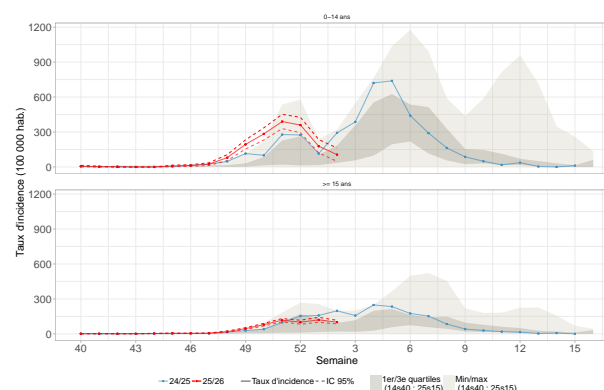 0−14 ans
1200
900
600
300
0
>= 15 ans
1200
900
600
300
0
Taux d'incidence (100 000 hab.)
40 43 46 49 52 3 6 9 12 15
Semaine
24/25 25/26 Taux d'incidence IC 95% 1er/3e quartiles (14s40 ; 25s15) Min/max (14s40 ; 25s15)